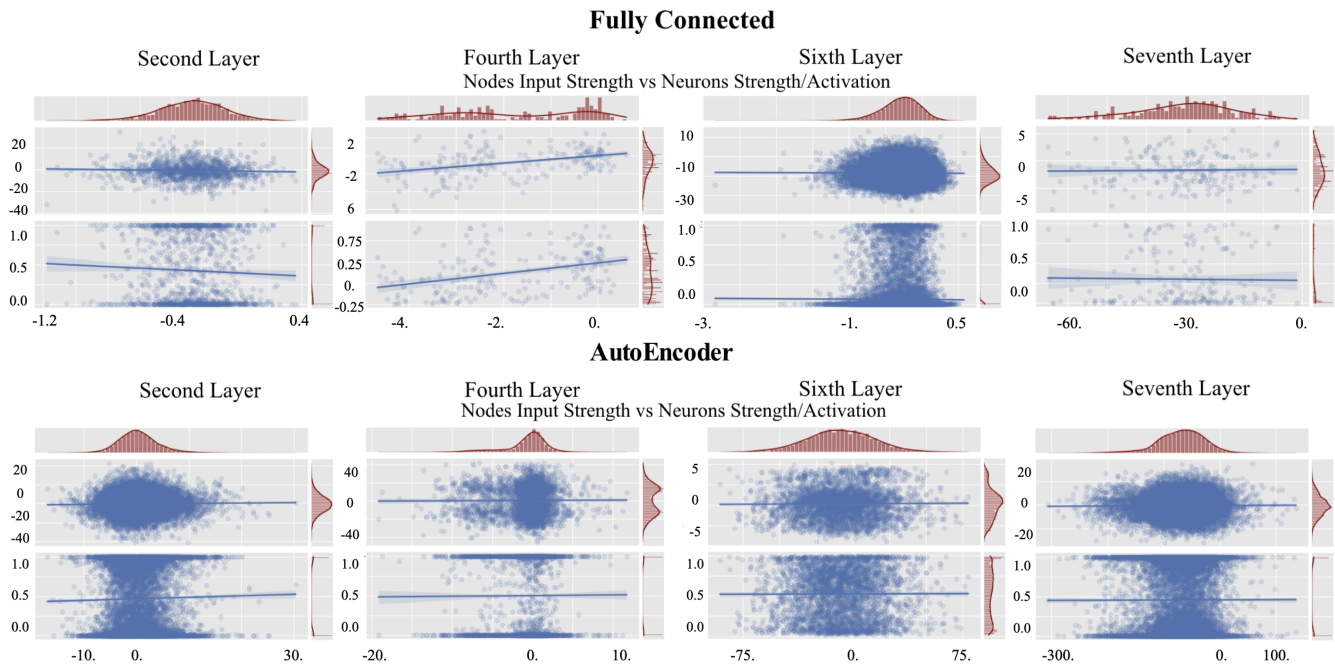 Fully Connected
Second Layer Fourth Layer Sixth Layer Seventh Layer
Nodes Input Strength vs Neurons Strength/Activation
20 2 10 5
0 -2 -10 0
-20 -30 -5
-40 6
1.0 0.75 1.0 1.0
0.5 0.25 0.5 0.5
0. 
0.0 -0.25 0.0 0.0
-1.2 -0.4 0.4 -4. -2. 0. -3. -1. 0.5 -60. -30. 0.
AutoEncoder
Second Layer Fourth Layer Sixth Layer Seventh Layer
Nodes Input Strength vs Neurons Strength/Activation
20 40 5 20
0 0 0 0
-20 -40 -5 -20
-40
1.0 1.0 1.0 1.0
0.5 0.5 0.5 0.5
0.0 0.0 0.0 0.0
-10. 0. 30. -20. 0. 10. -75. 0. 75. -300. 0. 100.